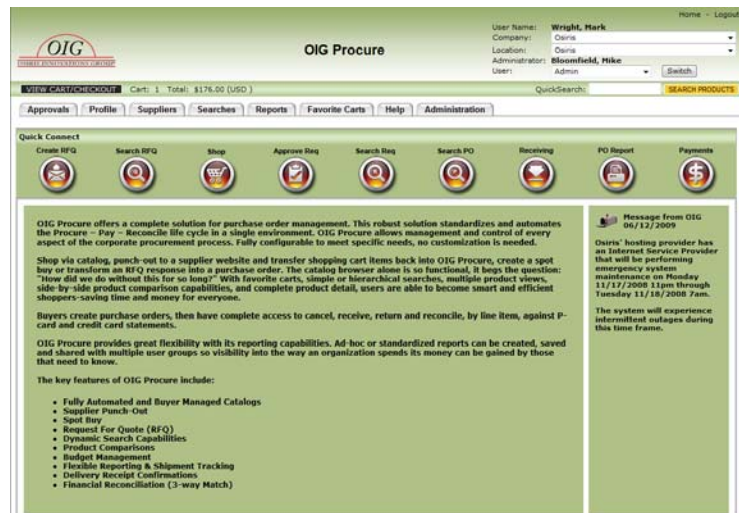 Home - Logout
User Name: Wright, Mark
Company: Osiris
OIG
OIG Procure
Location: Osiris
OSIRIS INNOVATIONS GROUP
Administrator: Bloomfield, Mike
User: Admin Switch
VIEW CART/CHECKOUT Cart: 1 Total: $176.00 (USD ) QuickSearch: SEARCH PRODUCTS
Approvals Profile Suppliers Searches Reports Favorite Carts Help Administration
Quick Connect
Create RFQ Search RFQ Shop Approve Req Search Req Search PO Receiving PO Report Payments
OIG Procure offers a complete solution for purchase order management. This robust solution standardizes and automates
the Procure – Pay – Reconcile life cycle in a single environment. OIG Procure allows management and control of every
aspect of the corporate procurement process. Fully configurable to meet specific needs, no customization is needed.
Shop via catalog, punch-out to a supplier website and transfer shopping cart items back into OIG Procure, create a spot
buy or transform an RFQ response into a purchase order. The catalog browser alone is so functional, it begs the question:
"How did we do without this for so long?" With favorite carts, simple or hierarchical searches, multiple product views,
side-by-side product comparison capabilities, and complete product detail, users are able to become smart and efficient
shoppers-saving time and money for everyone.
Buyers create purchase orders, then have complete access to cancel, receive, return and reconcile, by line item, against P-
card and credit card statements.
OIG Procure provides great flexibility with its reporting capabilities. Ad-hoc or standardized reports can be created, saved
and shared with multiple user groups so visibility into the way an organization spends its money can be gained by those
that need to know.
The key features of OIG Procure include:
• Fully Automated and Buyer Managed Catalogs
• Supplier Punch-Out
• Spot Buy
• Request For Quote (RFQ)
• Dynamic Search Capabilities
• Product Comparisons
• Budget Management
• Flexible Reporting & Shipment Tracking
• Delivery Receipt Confirmations
• Financial Reconciliation (3-way Match)
Message from OIG
06/12/2009
Osiris' hosting provider has
an Internet Service Provider
that will be performing
emergency system
maintenance on Monday
11/17/2008 11pm through
Tuesday 11/18/2008 7am.
The system will experience
intermittent outages during
this time frame.